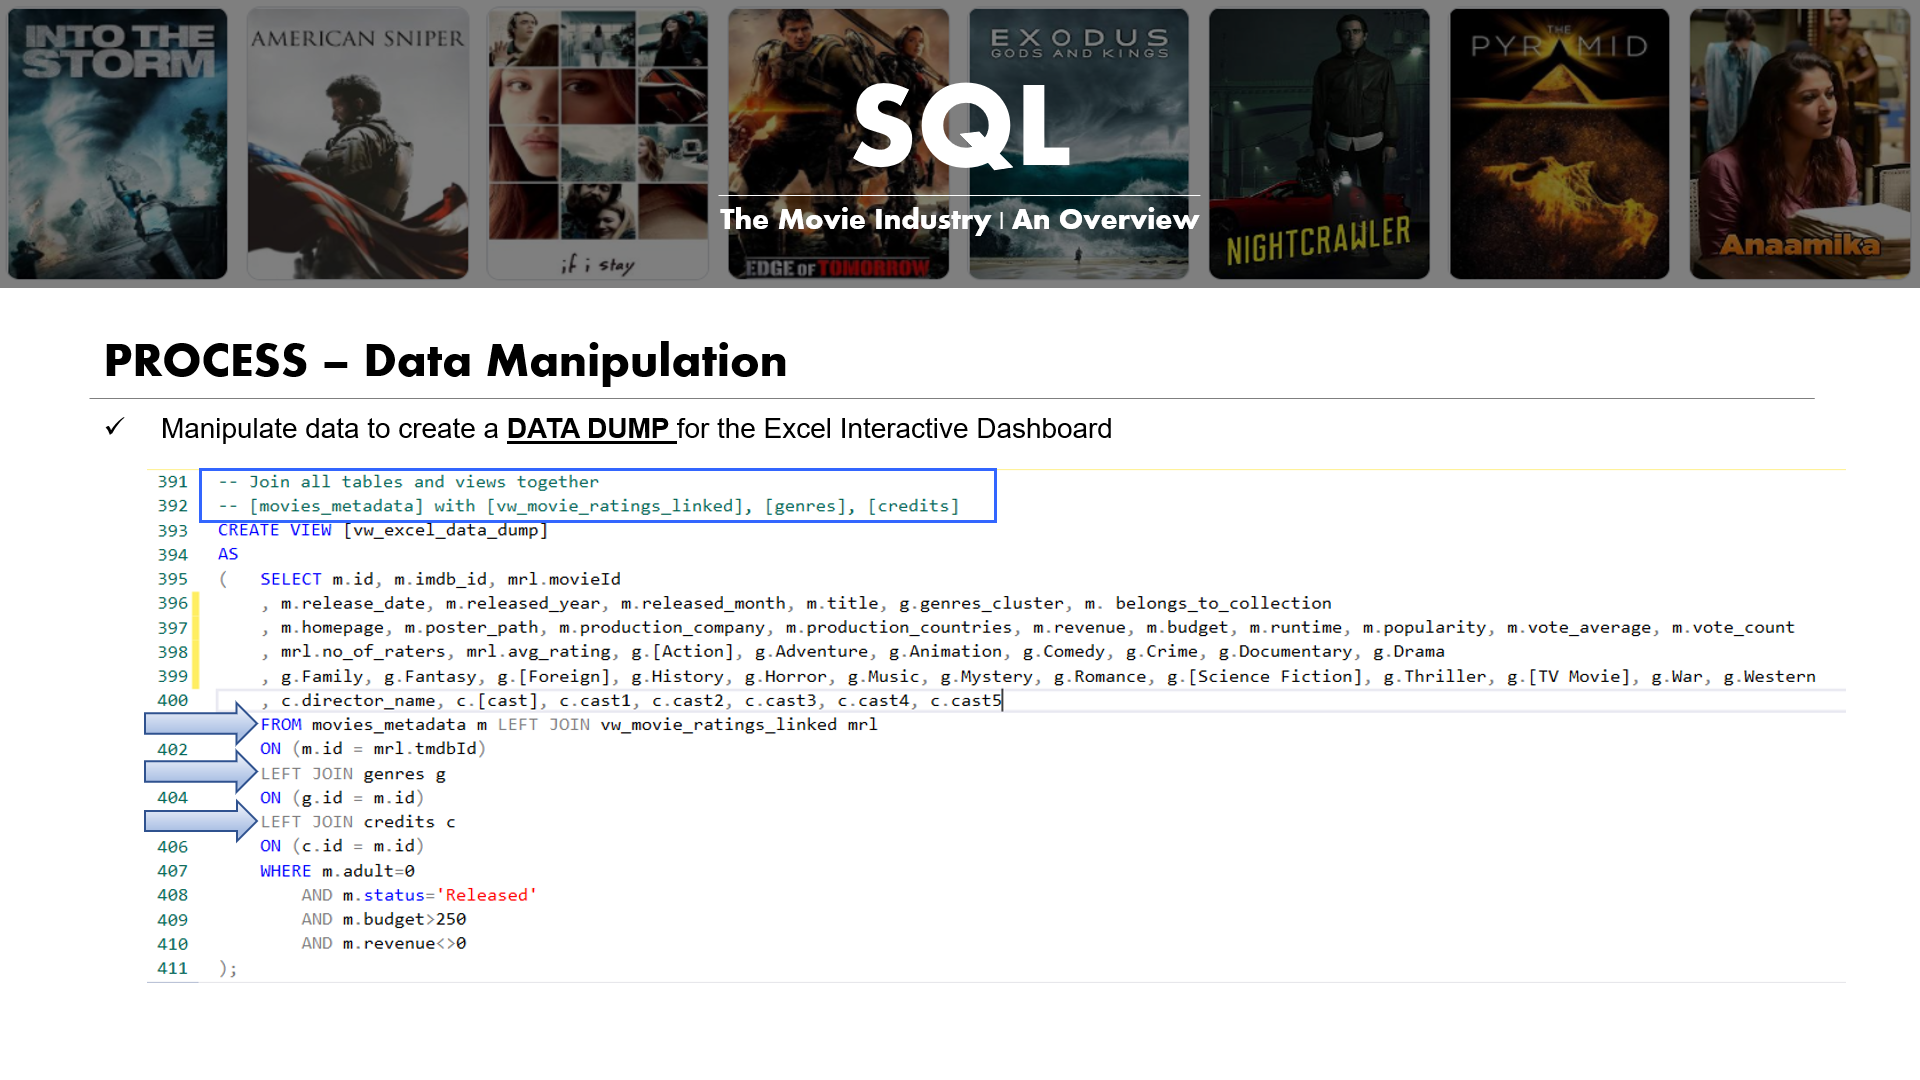 INTO THE
STORM
AMERICAN SNIPER
if i stay
EDGE OF TOMORROW
EXODUS
GODS AND KINGS
NIGHTCRAWLER
THE
PYRAMID
Anaamika
SQL
The Movie Industry | An Overview
PROCESS – Data Manipulation
✓ Manipulate data to create a DATA DUMP for the Excel Interactive Dashboard
391 -- Join all tables and views together
392 -- [movies_metadata] with [vw_movie_ratings_linked], [genres], [credits]
393 CREATE VIEW [vw_excel_data_dump]
394 AS
395 ( SELECT m.id, m.imdb_id, mrl.movieId
396 , m.release_date, m.released_year, m.released_month, m.title, g.genres_cluster, m. belongs_to_collection
397 , m.homepage, m.poster_path, m.production_company, m.production_countries, m.revenue, m.budget, m.runtime, m.popularity, m.vote_average, m.vote_count
398 , mrl.no_of_raters, mrl.avg_rating, g.[Action], g.Adventure, g.Animation, g.Comedy, g.Crime, g.Documentary, g.Drama
399 , g.Family, g.Fantasy, g.[Foreign], g.History, g.Horror, g.Music, g.Mystery, g.Romance, g.[Science Fiction], g.Thriller, g.[TV Movie], g.War, g.Western
400 , c.director_name, c.[cast], c.cast1, c.cast2, c.cast3, c.cast4, c.cast5
FROM movies_metadata m LEFT JOIN vw_movie_ratings_linked mrl
402 ON (m.id = mrl.tmdbId)
LEFT JOIN genres g
404 ON (g.id = m.id)
LEFT JOIN credits c
406 ON (c.id = m.id)
407 WHERE m.adult=0
408 AND m.status='Released'
409 AND m.budget>250
410 AND m.revenue<>0
411 );